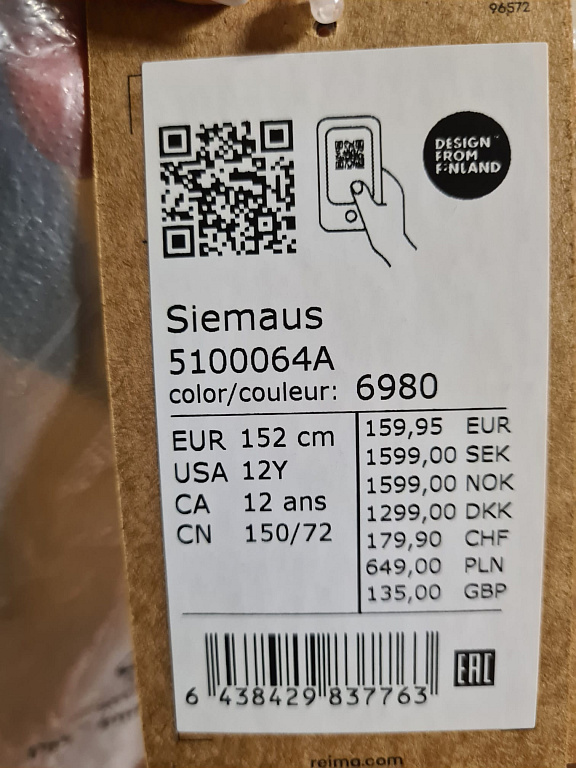 96572
DESIGN
FROM
FINLAND
Siemaus
5100064A
color/couleur: 6980
EUR 152 cm
USA 12Y
CA 12 ans
CN 150/72
159,95 EUR
1599,00 SEK
1599,00 NOK
1299,00 DKK
179,90 CHF
649,00 PLN
135,00 GBP
6 438429 837763
EAC
reima.com